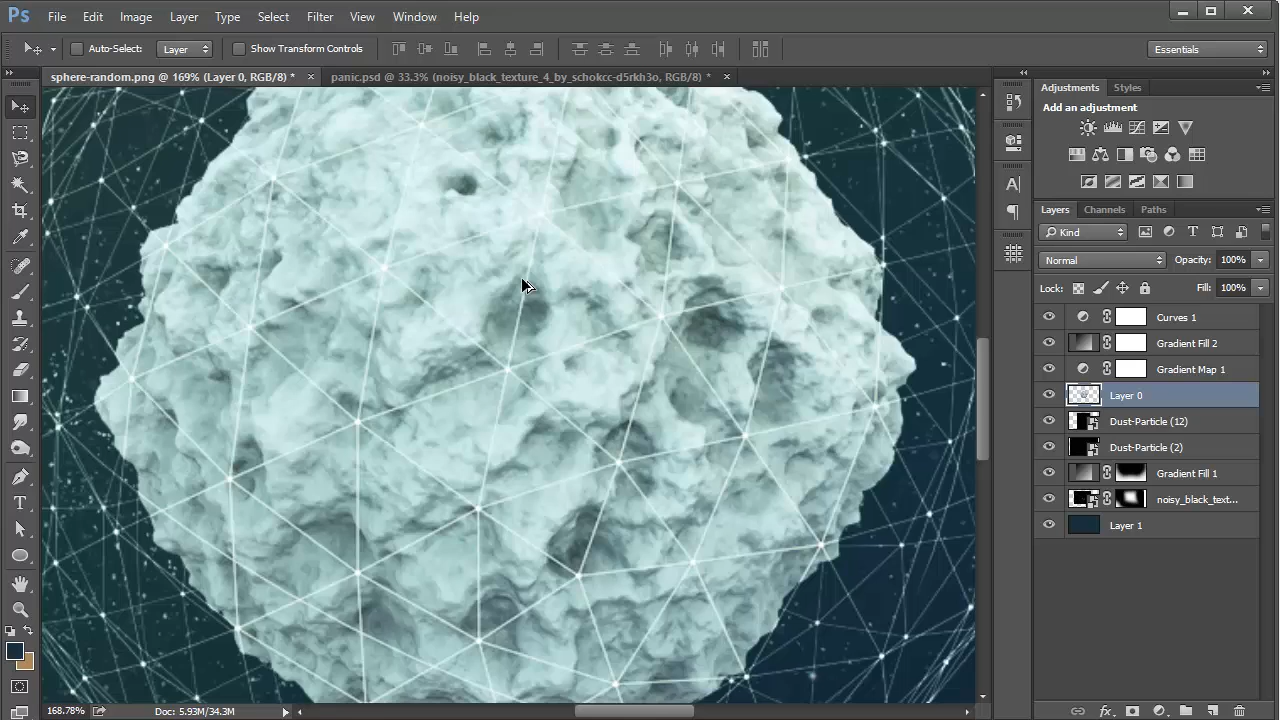 Ps File Edit Image Layer Type Select Filter View Window Help
Auto-Select: Layer Show Transform Controls Essentials
sphere-random.png @ 169% (Layer 0, RGB/8) * × panic.psd @ 33.3% (noisy_black_texture_4_by_schokcc-d5rkh3o, RGB/8) * ×
Adjustments Styles
Add an adjustment
Layers Channels Paths
Kind
Normal Opacity: 100%
Lock: Fill: 100%
Curves 1
Gradient Fill 2
Gradient Map 1
Layer 0
Dust-Particle (12)
Dust-Particle (2)
Gradient Fill 1
noisy_black_text...
Layer 1
168.78% Doc: 5.93M/34.3M